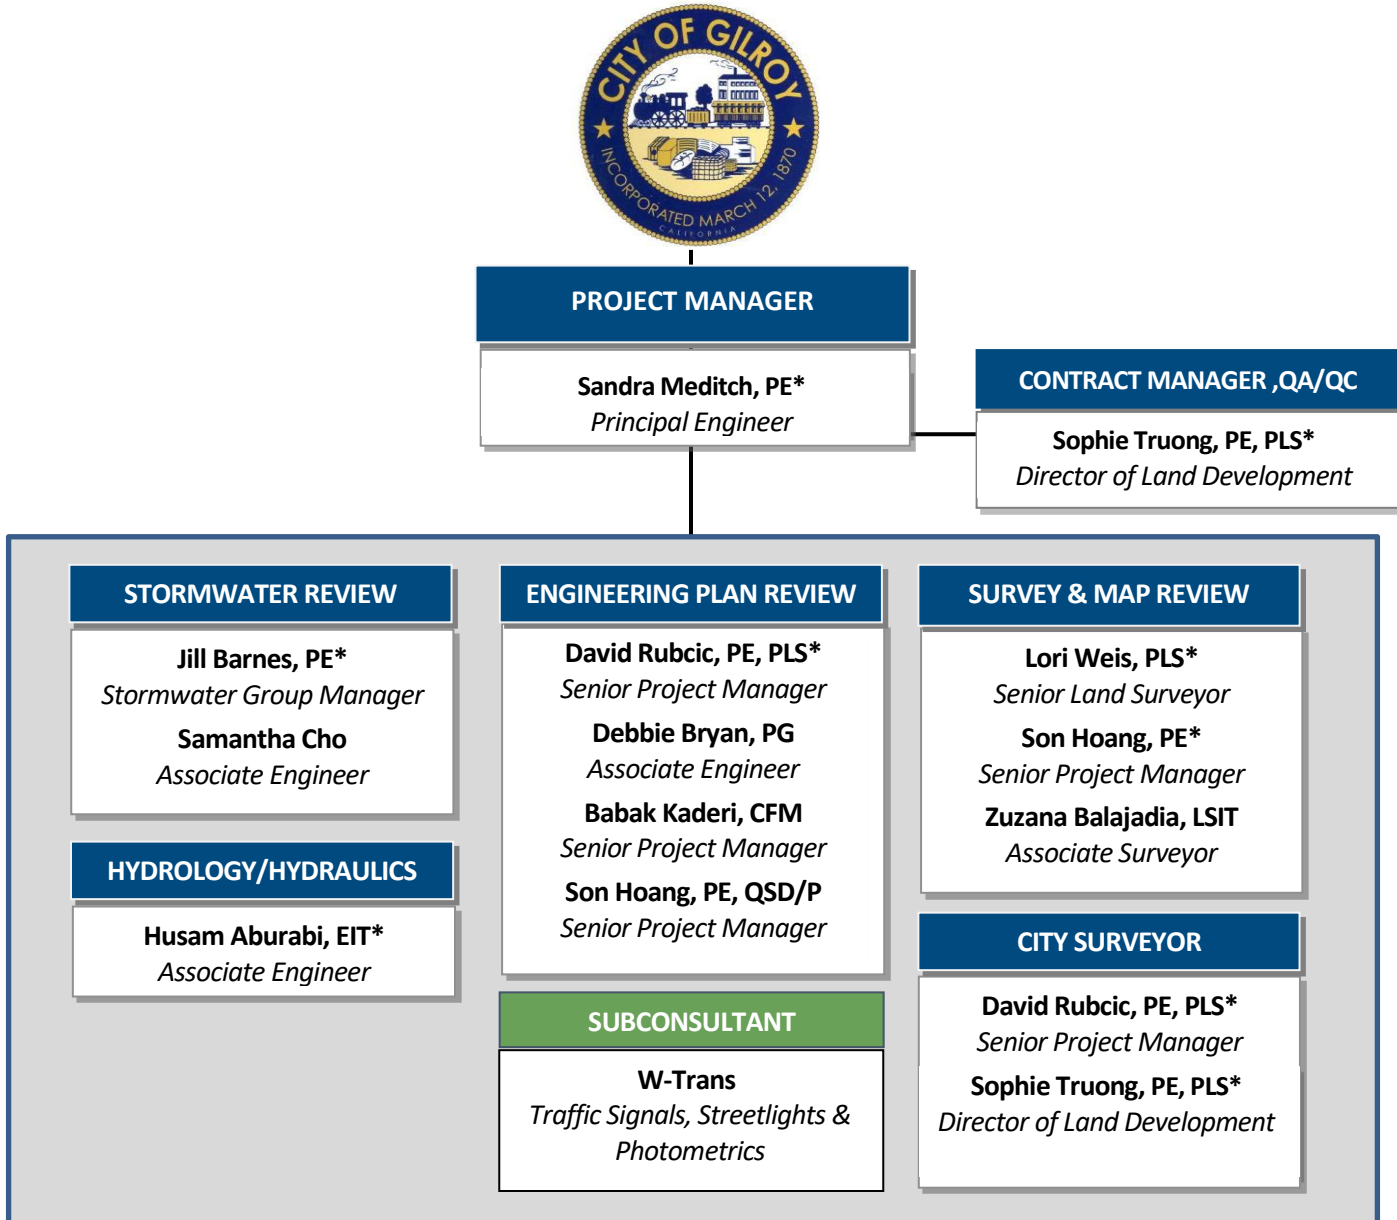 CITY OF GILROY
INCORPORATED MARCH 12, 1870
CALIFORNIA
PROJECT MANAGER
Sandra Meditch, PE*
Principal Engineer
CONTRACT MANAGER ,QA/QC
Sophie Truong, PE, PLS*
Director of Land Development
STORMWATER REVIEW
Jill Barnes, PE*
Stormwater Group Manager
Samantha Cho
Associate Engineer
HYDROLOGY/HYDRAULICS
Husam Aburabi, EIT*
Associate Engineer
ENGINEERING PLAN REVIEW
David Rubcic, PE, PLS*
Senior Project Manager
Debbie Bryan, PG
Associate Engineer
Babak Kaderi, CFM
Senior Project Manager
Son Hoang, PE, QSD/P
Senior Project Manager
SUBCONSULTANT
W-Trans
Traffic Signals, Streetlights &
Photometrics
SURVEY & MAP REVIEW
Lori Weis, PLS*
Senior Land Surveyor
Son Hoang, PE*
Senior Project Manager
Zuzana Balajadia, LSIT
Associate Surveyor
CITY SURVEYOR
David Rubcic, PE, PLS*
Senior Project Manager
Sophie Truong, PE, PLS*
Director of Land Development